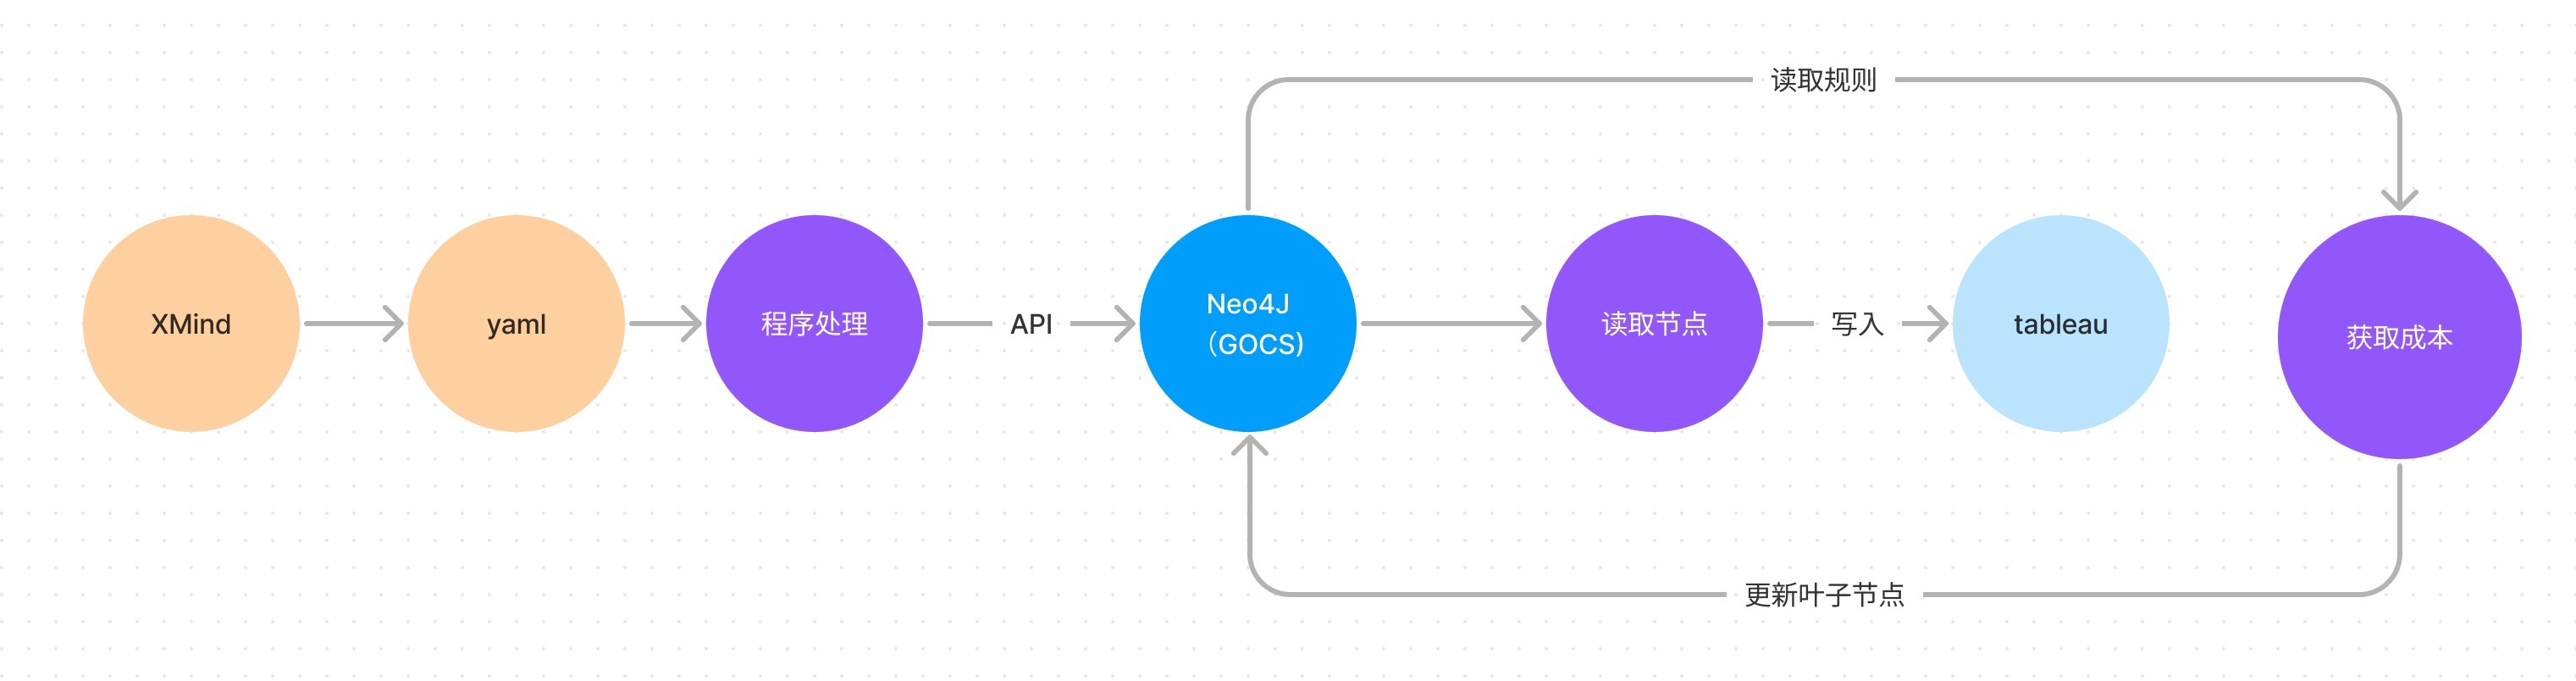 读取规则
XMind
yaml
程序处理
API
Neo4J
（GOCS)
读取节点
写入
tableau
获取成本
更新叶子节点